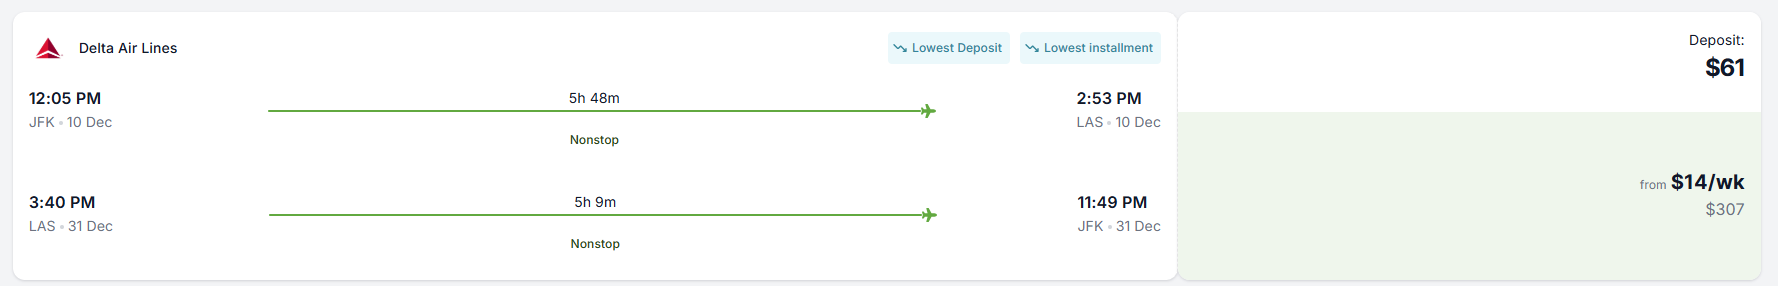 Delta Air Lines
Lowest Deposit
Lowest installment
12:05 PM
JFK • 10 Dec
5h 48m
Nonstop
2:53 PM
LAS • 10 Dec
3:40 PM
LAS • 31 Dec
5h 9m
Nonstop
11:49 PM
JFK • 31 Dec
Deposit:
$61
from $14/wk
$307